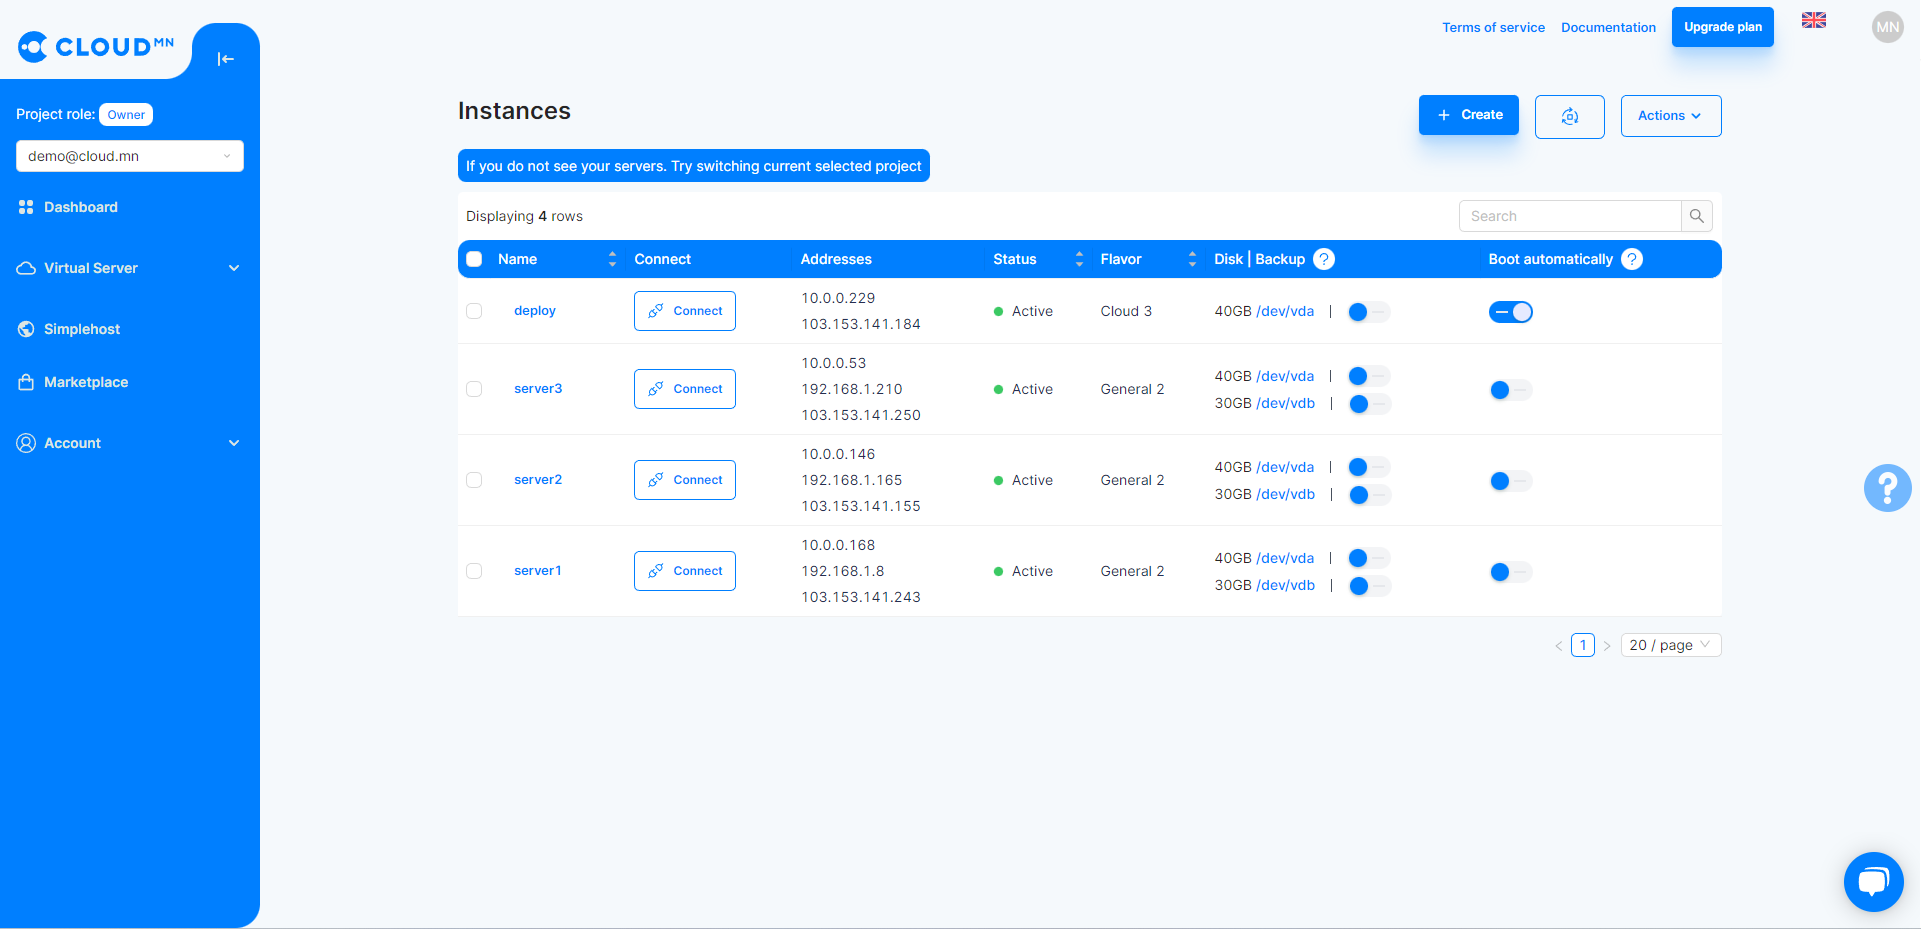 CLOUD MN
Terms of service Documentation Upgrade plan MN
Project role: Owner
demo@cloud.mn
Dashboard
Virtual Server
Simplehost
Marketplace
Account
Instances
Create
Actions
If you do not see your servers. Try switching current selected project
Displaying 4 rows
Search
Name Connect Addresses Status Flavor Disk | Backup ? Boot automatically ?
deploy Connect 10.0.0.229 Active Cloud 3 40GB /dev/vda |
103.153.141.184
10.0.0.53
server3 Connect 192.168.1.210 Active General 2 40GB /dev/vda |
103.153.141.250 30GB /dev/vdb |
10.0.0.146
server2 Connect 192.168.1.165 Active General 2 40GB /dev/vda |
103.153.141.155 30GB /dev/vdb |
10.0.0.168
server1 Connect 192.168.1.8 Active General 2 40GB /dev/vda |
103.153.141.243 30GB /dev/vdb |
< 1 > 20 / page
?